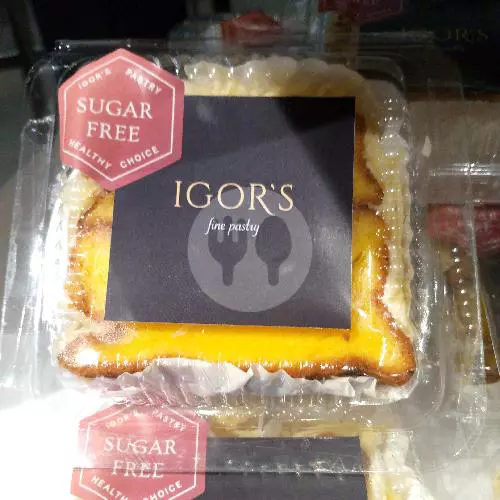 IGOR'S
IGOR'S PASTRY
SUGAR
FREE
HEALTHY CHOICE
IGOR'S
fine pastry
IGOR'S PASTRY
SUGAR
FREE
HEALTHY CHOICE